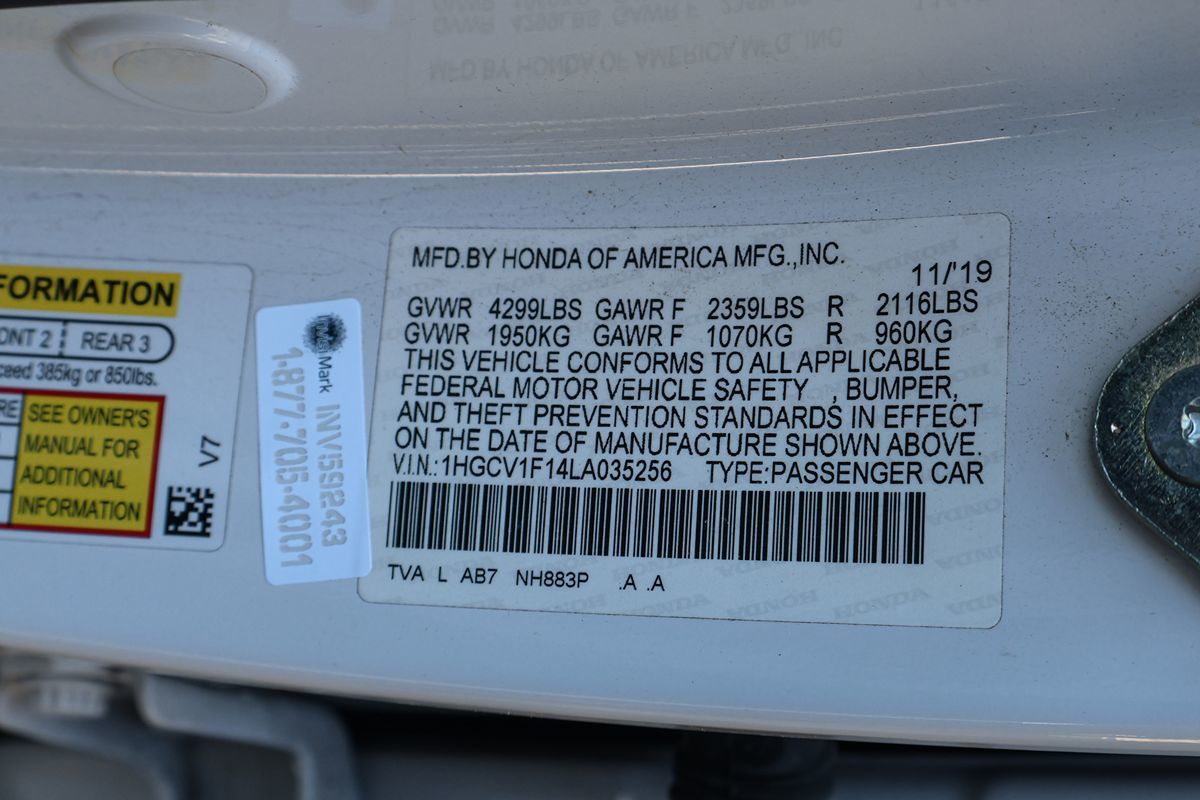 FORMATION
ONT 2 REAR 3
ceed 385kg or 850lbs.
RE
SEE OWNER'S
MANUAL FOR
ADDITIONAL
INFORMATION
V7
Mark INV59243
1-877-705-4001
MFD.BY HONDA OF AMERICA MFG.,INC.
11/'19
GVWR 4299LBS GAWR F 2359LBS R 2116LBS
GVWR 1950KG GAWR F 1070KG R 960KG
THIS VEHICLE CONFORMS TO ALL APPLICABLE
FEDERAL MOTOR VEHICLE SAFETY , BUMPER,
AND THEFT PREVENTION STANDARDS IN EFFECT
ON THE DATE OF MANUFACTURE SHOWN ABOVE.
V.I.N.:1HGCV1F14LA035256 TYPE:PASSENGER CAR
TVA L AB7 NH883P .A .A